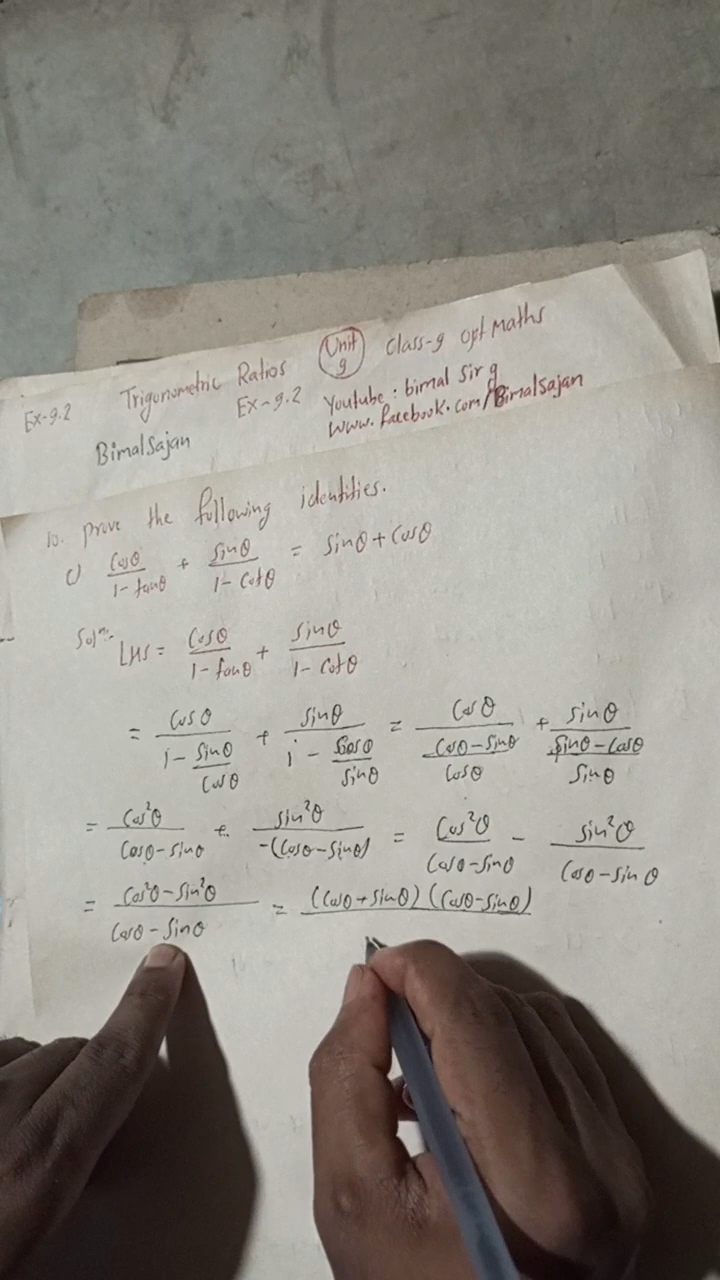 Ex-9.2 Trigonometric Ratios Unit 9 Class-9 Opt Maths
BimalSajan Ex-9.2 Youtube : bimal Sir g
www.facebook.com/BimalSajan
10. prove the following identities.
c) Cosθ/(1-tanθ) + Sinθ/(1-Cotθ) = Sinθ + Cosθ
Solⁿ. LHS = Cosθ/(1-tanθ) + Sinθ/(1-Cotθ)
= Cosθ/(1 - Sinθ/Cosθ) + Sinθ/(1 - Cosθ/Sinθ) = Cosθ/((Cosθ-Sinθ)/Cosθ) + Sinθ/((Sinθ-Cosθ)/Sinθ)
= Cos²θ/(Cosθ-Sinθ) + Sin²θ/(-(Cosθ-Sinθ)) = Cos²θ/(Cosθ-Sinθ) - Sin²θ/(Cosθ-Sinθ)
= (Cos²θ-Sin²θ)/(Cosθ-Sinθ) = (Cosθ+Sinθ)(Cosθ-Sinθ)